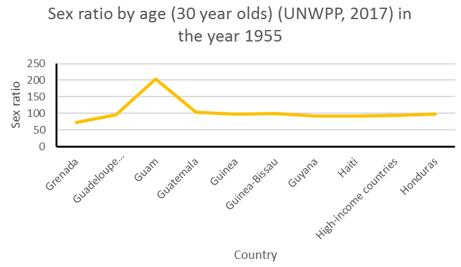 Sex ratio by age (30 year olds) (UNWPP, 2017) in
the year 1955
250
200
150
100
50
0
Sex ratio
Grenada
Guadeloupe...
Guam
Guatemala
Guinea
Guinea-Bissau
Guyana
Haiti
High-income countries
Honduras
Country